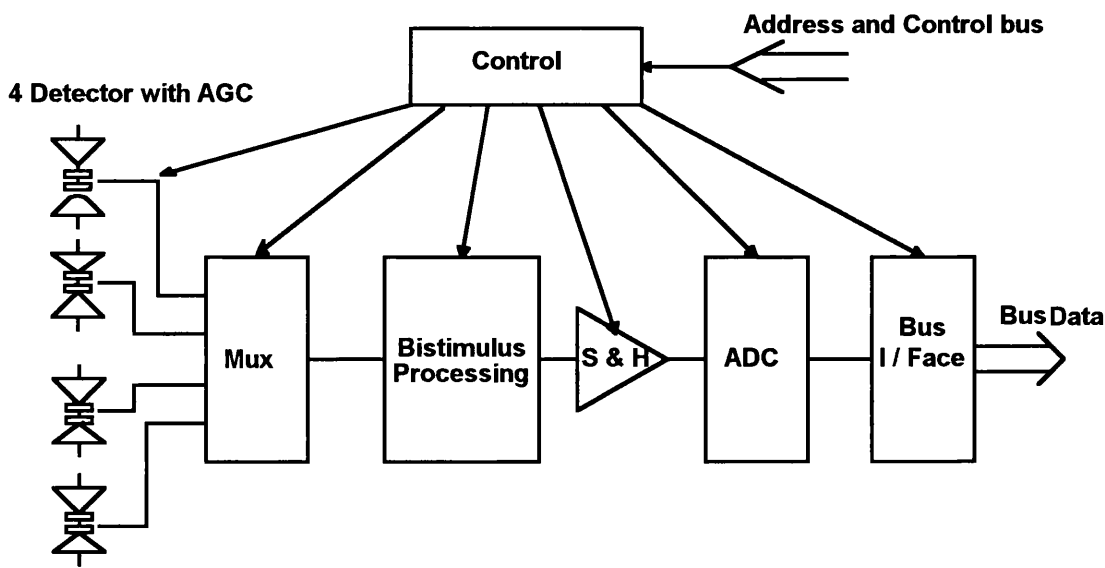 Address and Control bus
Control
4 Detector with AGC
Mux
Bistimulus
Processing
S & H
ADC
Bus
I / Face
Bus Data